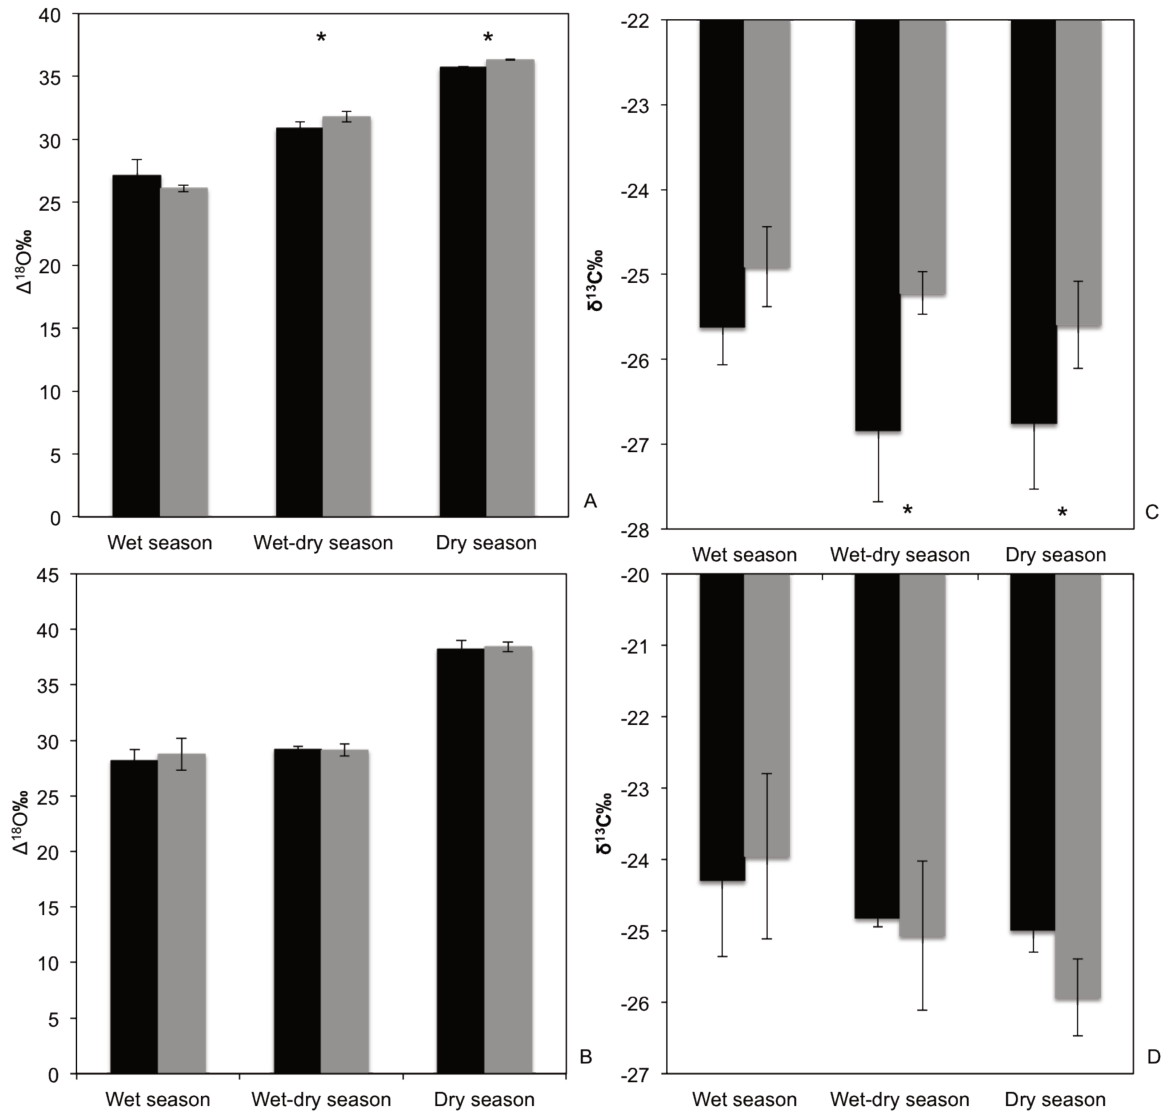 40
35
30
25
20
15
10
5
0
Δ¹⁸O‰
*
*
Wet season
Wet-dry season
Dry season
A
-22
-23
-24
-25
-26
-27
-28
δ¹³C‰
*
*
Wet season
Wet-dry season
Dry season
C
45
40
35
30
25
20
15
10
5
0
Δ¹⁸O‰
Wet season
Wet-dry season
Dry season
B
-20
-21
-22
-23
-24
-25
-26
-27
δ¹³C‰
Wet season
Wet-dry season
Dry season
D